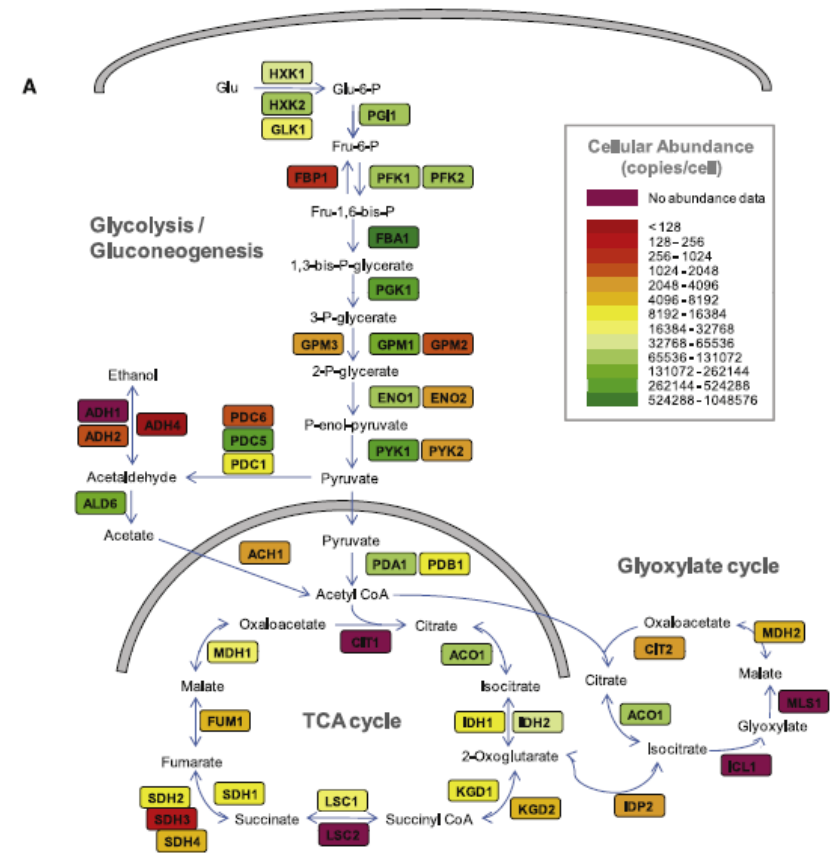 A
Glu
HXK1
HXK2
GLK1
Glu-6-P
PGI1
Fru-6-P
FBP1
PFK1
PFK2
Fru-1,6-bis-P
FBA1
1,3-bis-P-glycerate
PGK1
3-P-glycerate
GPM3
GPM1
GPM2
2-P-glycerate
ENO1
ENO2
P-enol-pyruvate
PYK1
PYK2
Pyruvate
Glycolysis /
Gluconeogenesis
Cellular Abundance
(copies/cell)
No abundance data
< 128
128-256
256-1024
1024-2048
2048-4096
4096-8192
8192-16384
16384-32768
32768-65536
65536-131072
131072-262144
262144-524288
524288-1048576
Ethanol
ADH1
ADH2
ADH4
PDC6
PDC5
PDC1
Acetaldehyde
ALD6
Acetate
ACH1
Pyruvate
PDA1
PDB1
Acetyl CoA
Oxaloacetate
CIT1
Citrate
MDH1
ACO1
Malate
Isocitrate
FUM1
TCA cycle
IDH1
IDH2
Fumarate
2-Oxoglutarate
SDH2
SDH1
SDH3
SDH4
Succinate
LSC1
LSC2
Succinyl CoA
KGD1
KGD2
Glyoxylate cycle
Oxaloacetate
MDH2
CIT2
Citrate
Malate
MLS1
ACO1
Glyoxylate
Isocitrate
ICL1
IDP2